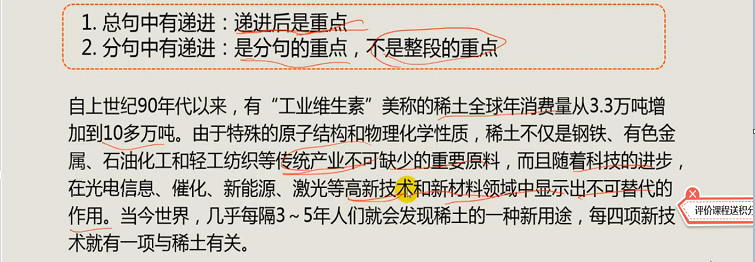 1. 总句中有递进：递进后是重点
2. 分句中有递进：是分句的重点，不是整段的重点
自上世纪90年代以来，有“工业维生素”美称的稀土全球年消费量从3.3万吨增
加到10多万吨。由于特殊的原子结构和物理化学性质，稀土不仅是钢铁、有色金
属、石油化工和轻工纺织等传统产业不可缺少的重要原料，而且随着科技的进步，
在光电信息、催化、新能源、激光等高新技术和新材料领域中显示出不可替代的
作用。当今世界，几乎每隔3～5年人们就会发现稀土的一种新用途，每四项新技
术就有一项与稀土有关。
评价课程送积分